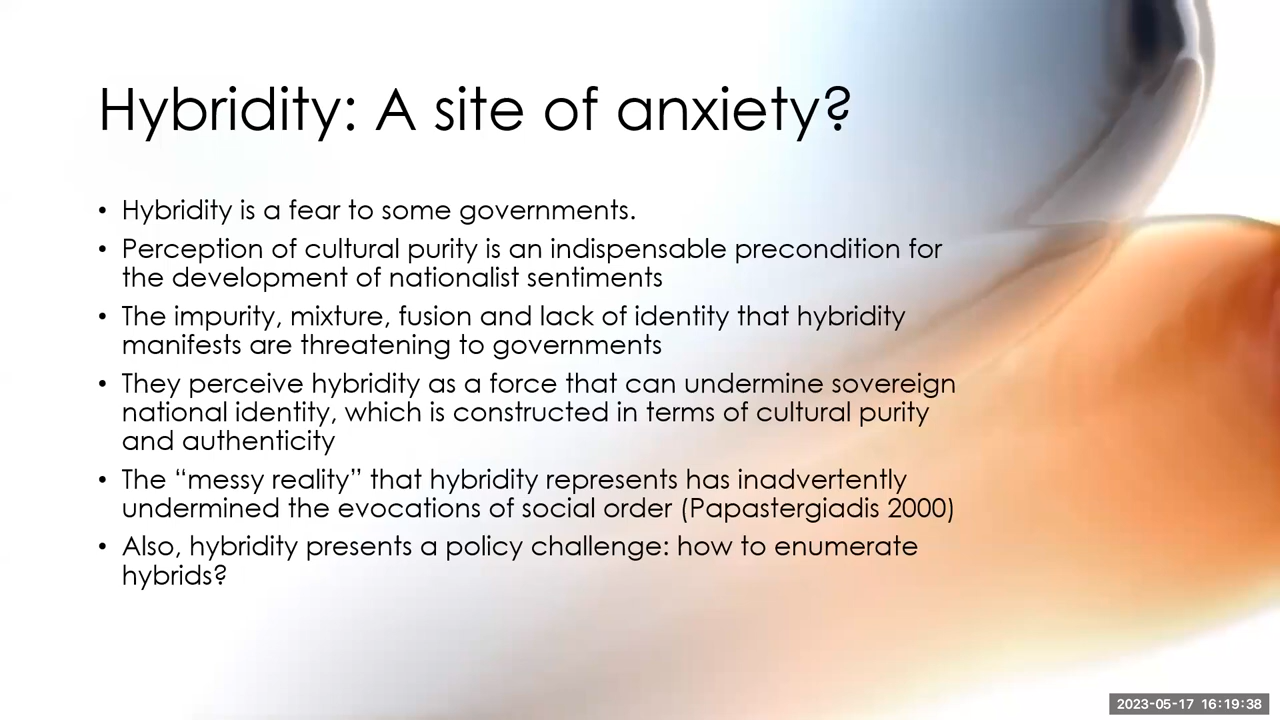 Hybridity: A site of anxiety?
• Hybridity is a fear to some governments.
• Perception of cultural purity is an indispensable precondition for
the development of nationalist sentiments
• The impurity, mixture, fusion and lack of identity that hybridity
manifests are threatening to governments
• They perceive hybridity as a force that can undermine sovereign
national identity, which is constructed in terms of cultural purity
and authenticity
• The “messy reality” that hybridity represents has inadvertently
undermined the evocations of social order (Papastergiadis 2000)
• Also, hybridity presents a policy challenge: how to enumerate
hybrids?
2023-05-17 16:19:38